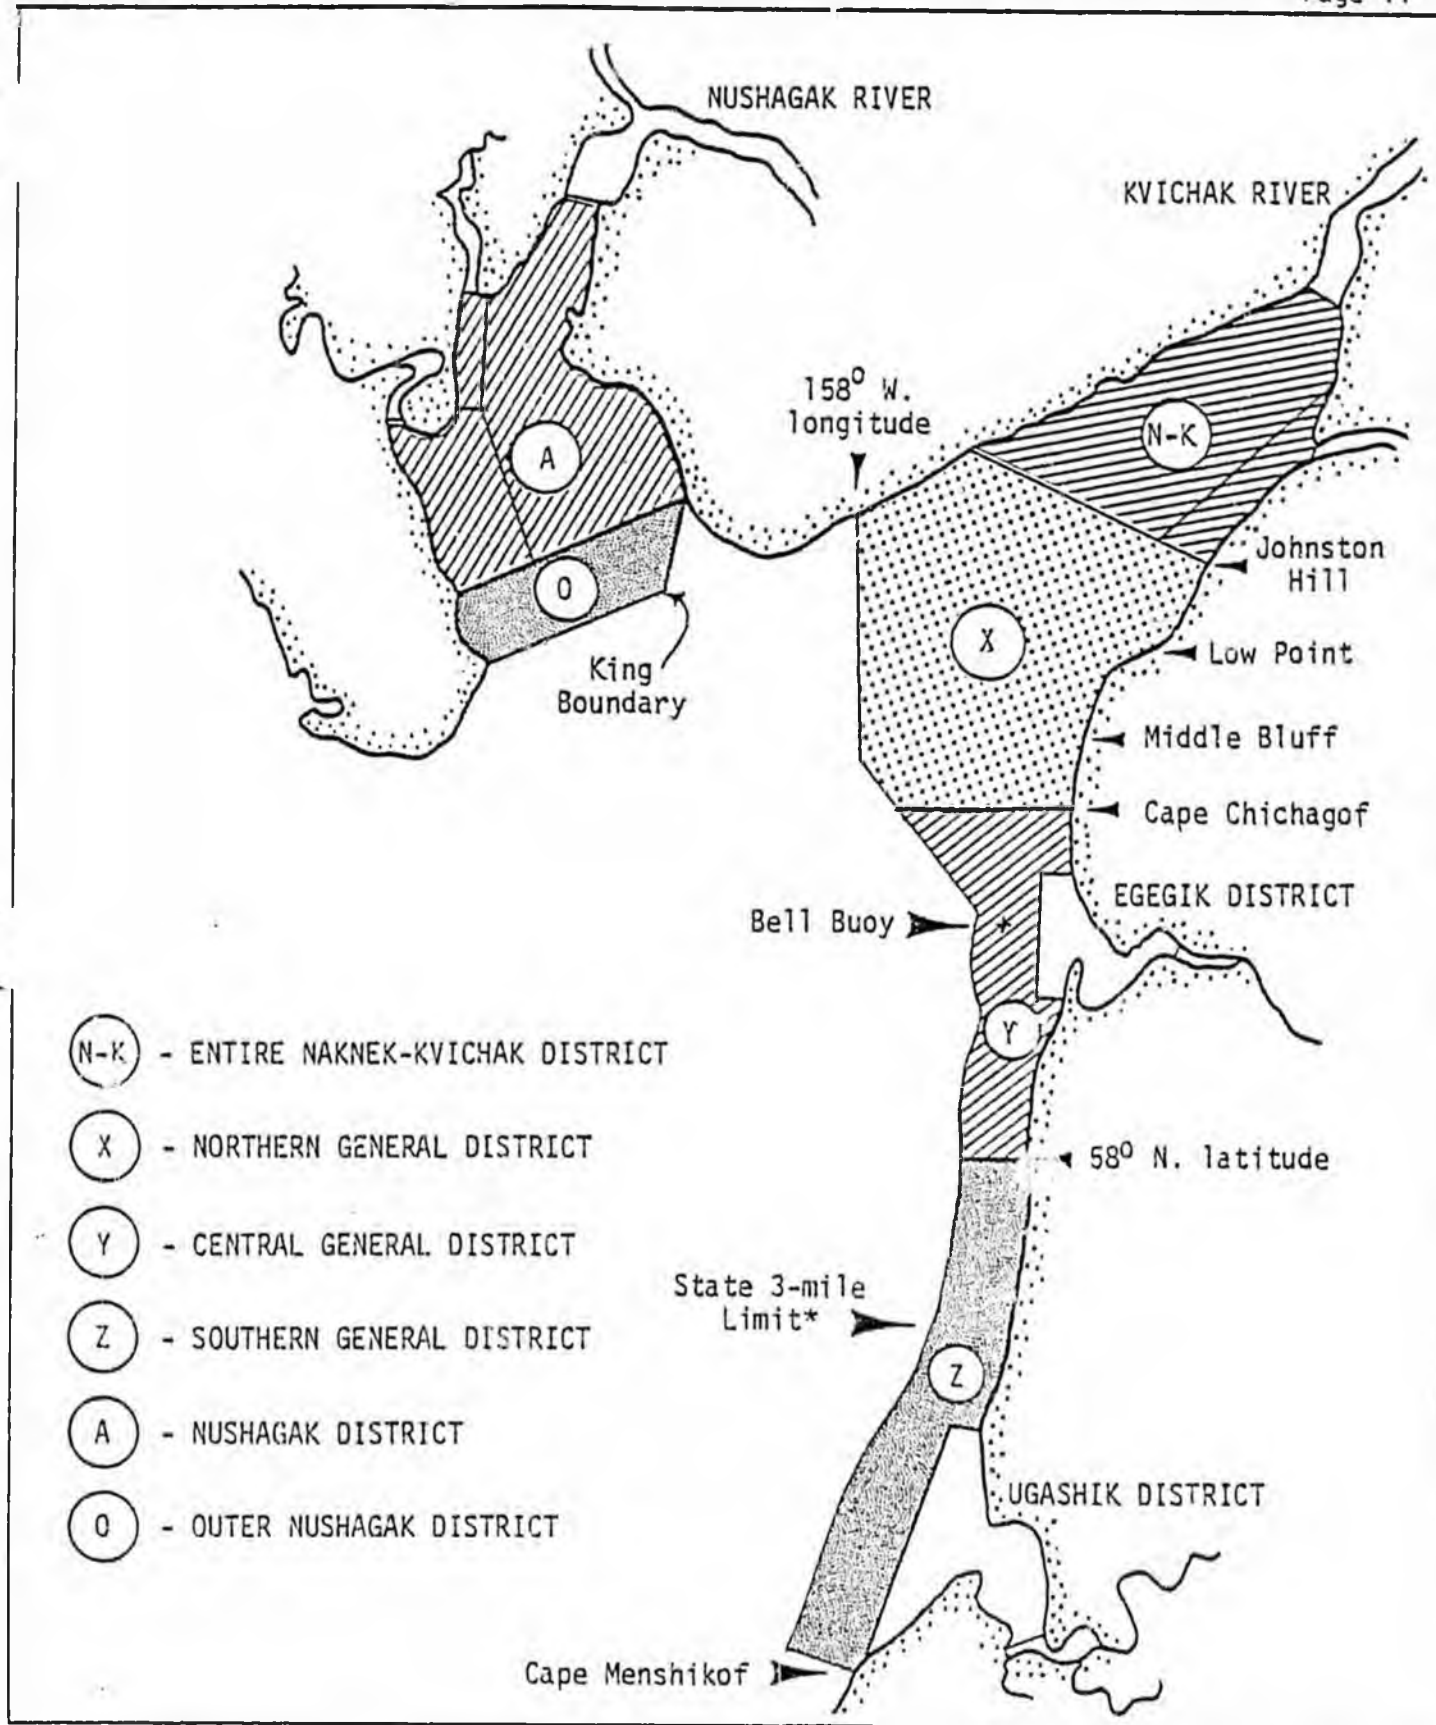 NUSHAGAK RIVER
KVICHAK RIVER
158° W.
longitude
N-K
A
Johnston
Hill
O
X
Low Point
King
Boundary
Middle Bluff
Cape Chichagof
EGEGIK DISTRICT
Bell Buoy
Y
N-K - ENTIRE NAKNEK-KVICHAK DISTRICT
X - NORTHERN GENERAL DISTRICT
58° N. latitude
Y - CENTRAL GENERAL DISTRICT
State 3-mile
Limit*
Z - SOUTHERN GENERAL DISTRICT
Z
A - NUSHAGAK DISTRICT
UGASHIK DISTRICT
O - OUTER NUSHAGAK DISTRICT
Cape Menshikof